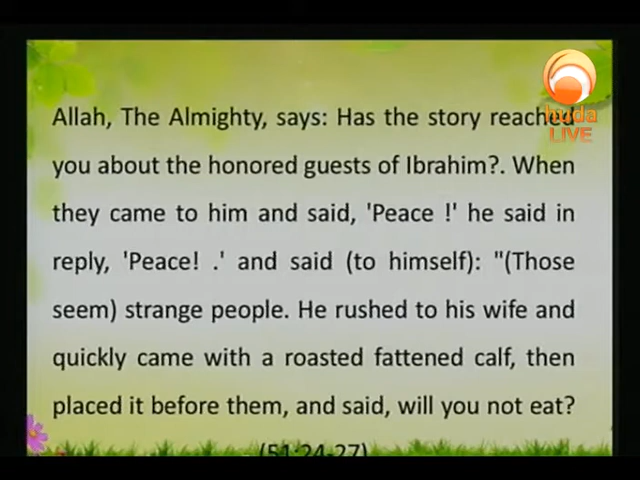 huda
LIVE
Allah, The Almighty, says: Has the story reached
you about the honored guests of Ibrahim?. When
they came to him and said, 'Peace !' he said in
reply, 'Peace! .' and said (to himself): "(Those
seem) strange people. He rushed to his wife and
quickly came with a roasted fattened calf, then
placed it before them, and said, will you not eat?
(51:24-27)